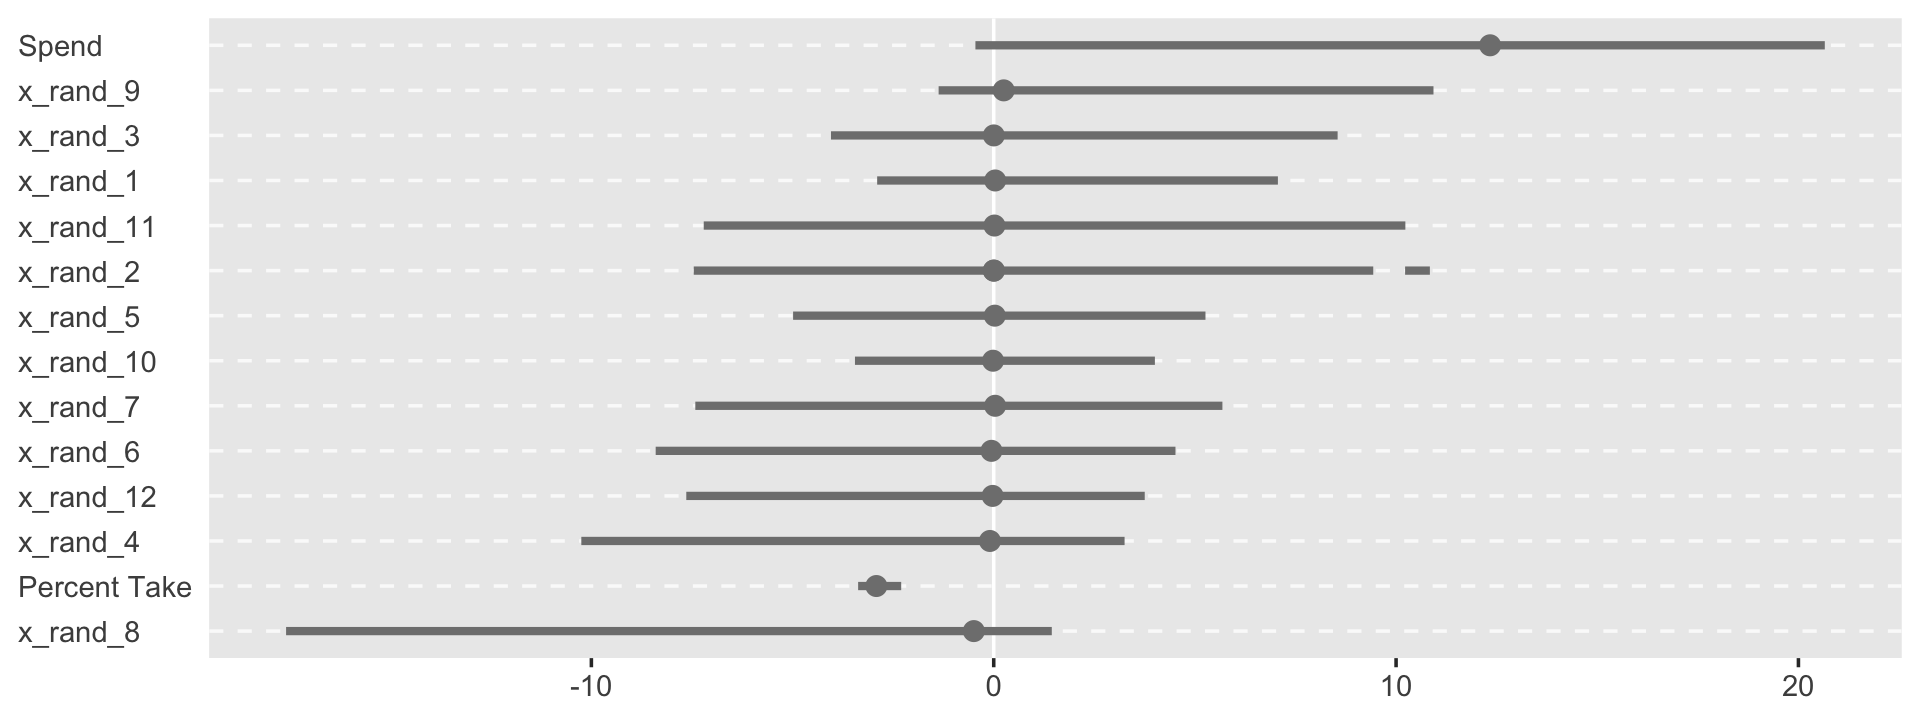 Spend
x_rand_9
x_rand_3
x_rand_1
x_rand_11
x_rand_2
x_rand_5
x_rand_10
x_rand_7
x_rand_6
x_rand_12
x_rand_4
Percent Take
x_rand_8
-10 0 10 20